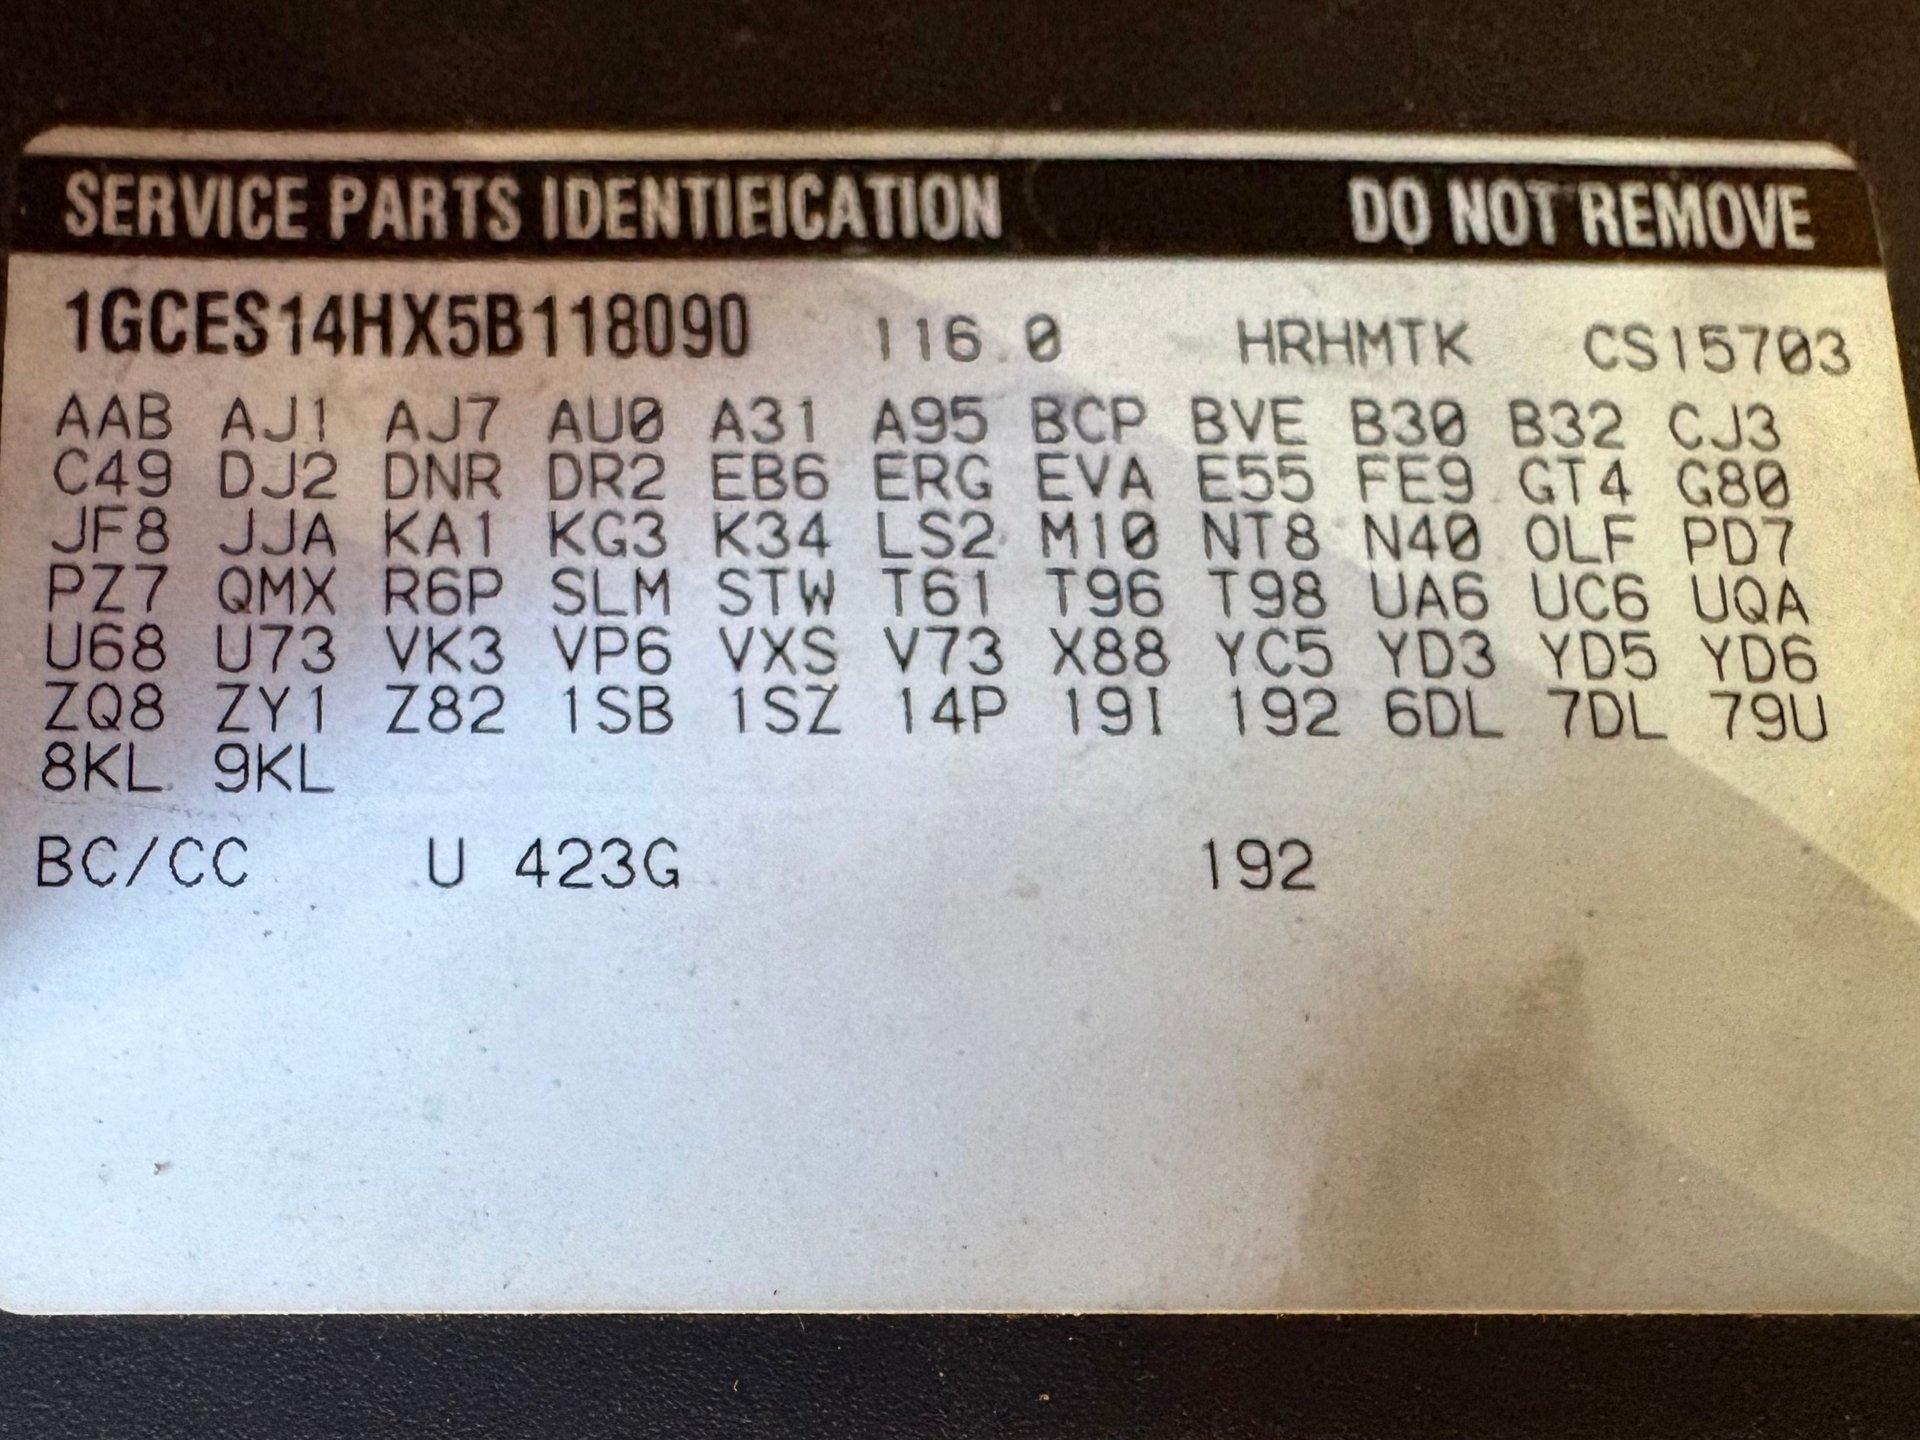 SERVICE PARTS IDENTIFICATION DO NOT REMOVE
1GCES14HX5B118090 116.0 HRHMTK CS15703
AAB AJ1 AJ7 AU0 A31 A95 BCP BVE B30 B32 CJ3
C49 DJ2 DNR DR2 EB6 ERG EVA E55 FE9 GT4 G80
JF8 JJA KA1 KG3 K34 LS2 M10 NT8 N40 OLF PD7
PZ7 QMX R6P SLM STW T61 T96 T98 UA6 UC6 UQA
U68 U73 VK3 VP6 VXS V73 X88 YC5 YD3 YD5 YD6
ZQ8 ZY1 Z82 1SB 1SZ 14P 19I 192 6DL 7DL 79U
8KL 9KL
BC/CC U 423G 192